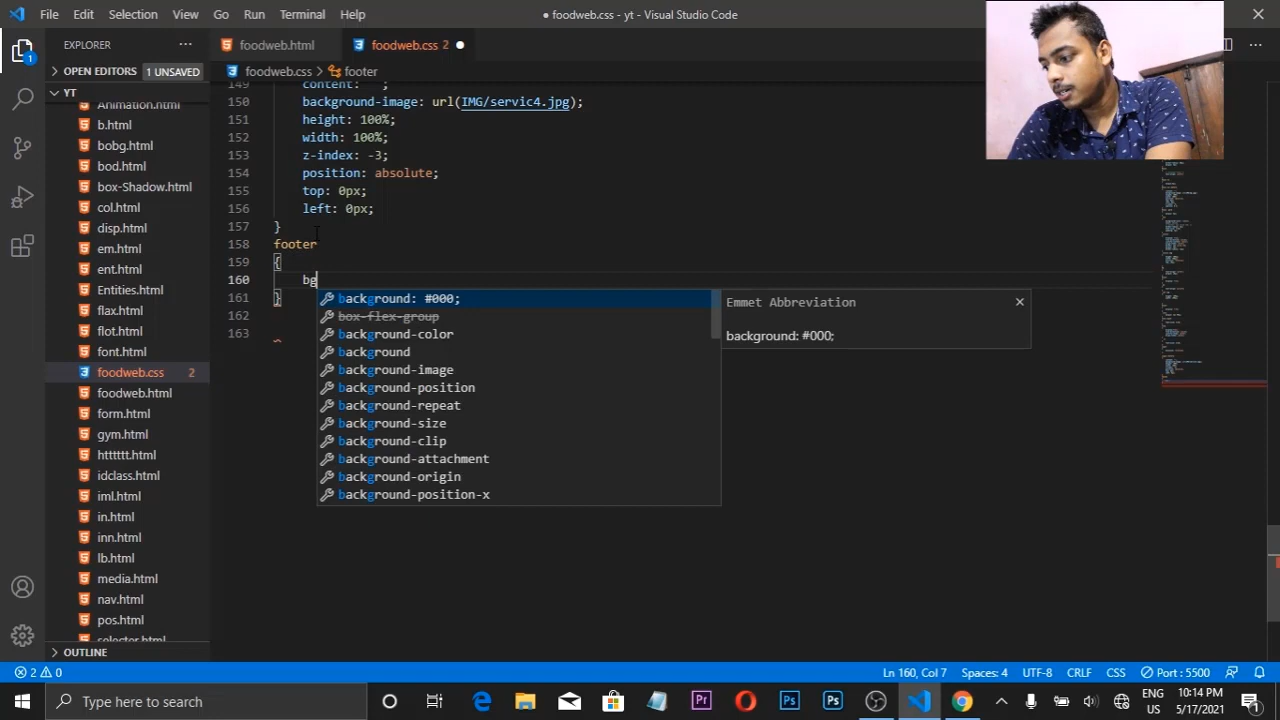 File Edit Selection View Go Run Terminal Help
● foodweb.css - yt - Visual Studio Code
EXPLORER
foodweb.html
foodweb.css 2
OPEN EDITORS 1 UNSAVED
foodweb.css > footer
YT
Animation.html
b.html
bobg.html
bod.html
box-Shadow.html
col.html
disp.html
em.html
ent.html
Entities.html
flax.html
flot.html
font.html
foodweb.css 2
foodweb.html
form.html
gym.html
htttttt.html
idclass.html
iml.html
in.html
inn.html
lb.html
media.html
nav.html
pos.html
selecter.html
OUTLINE
149 content: " ";
150 background-image: url(IMG/servic4.jpg);
151 height: 100%;
152 width: 100%;
153 z-index: -3;
154 position: absolute;
155 top: 0px;
156 left: 0px;
157 }
158 footer
159 {
160 bg
161 }
162
163
background: #000;
box-flex-group
background-color
background
background-image
background-position
background-repeat
background-size
background-clip
background-attachment
background-origin
background-position-x
Emmet Abbreviation
background: #000;
1
2 0
Ln 160, Col 7 Spaces: 4 UTF-8 CRLF CSS Port : 5500
Type here to search
ENG
US
10:14 PM
5/17/2021
1